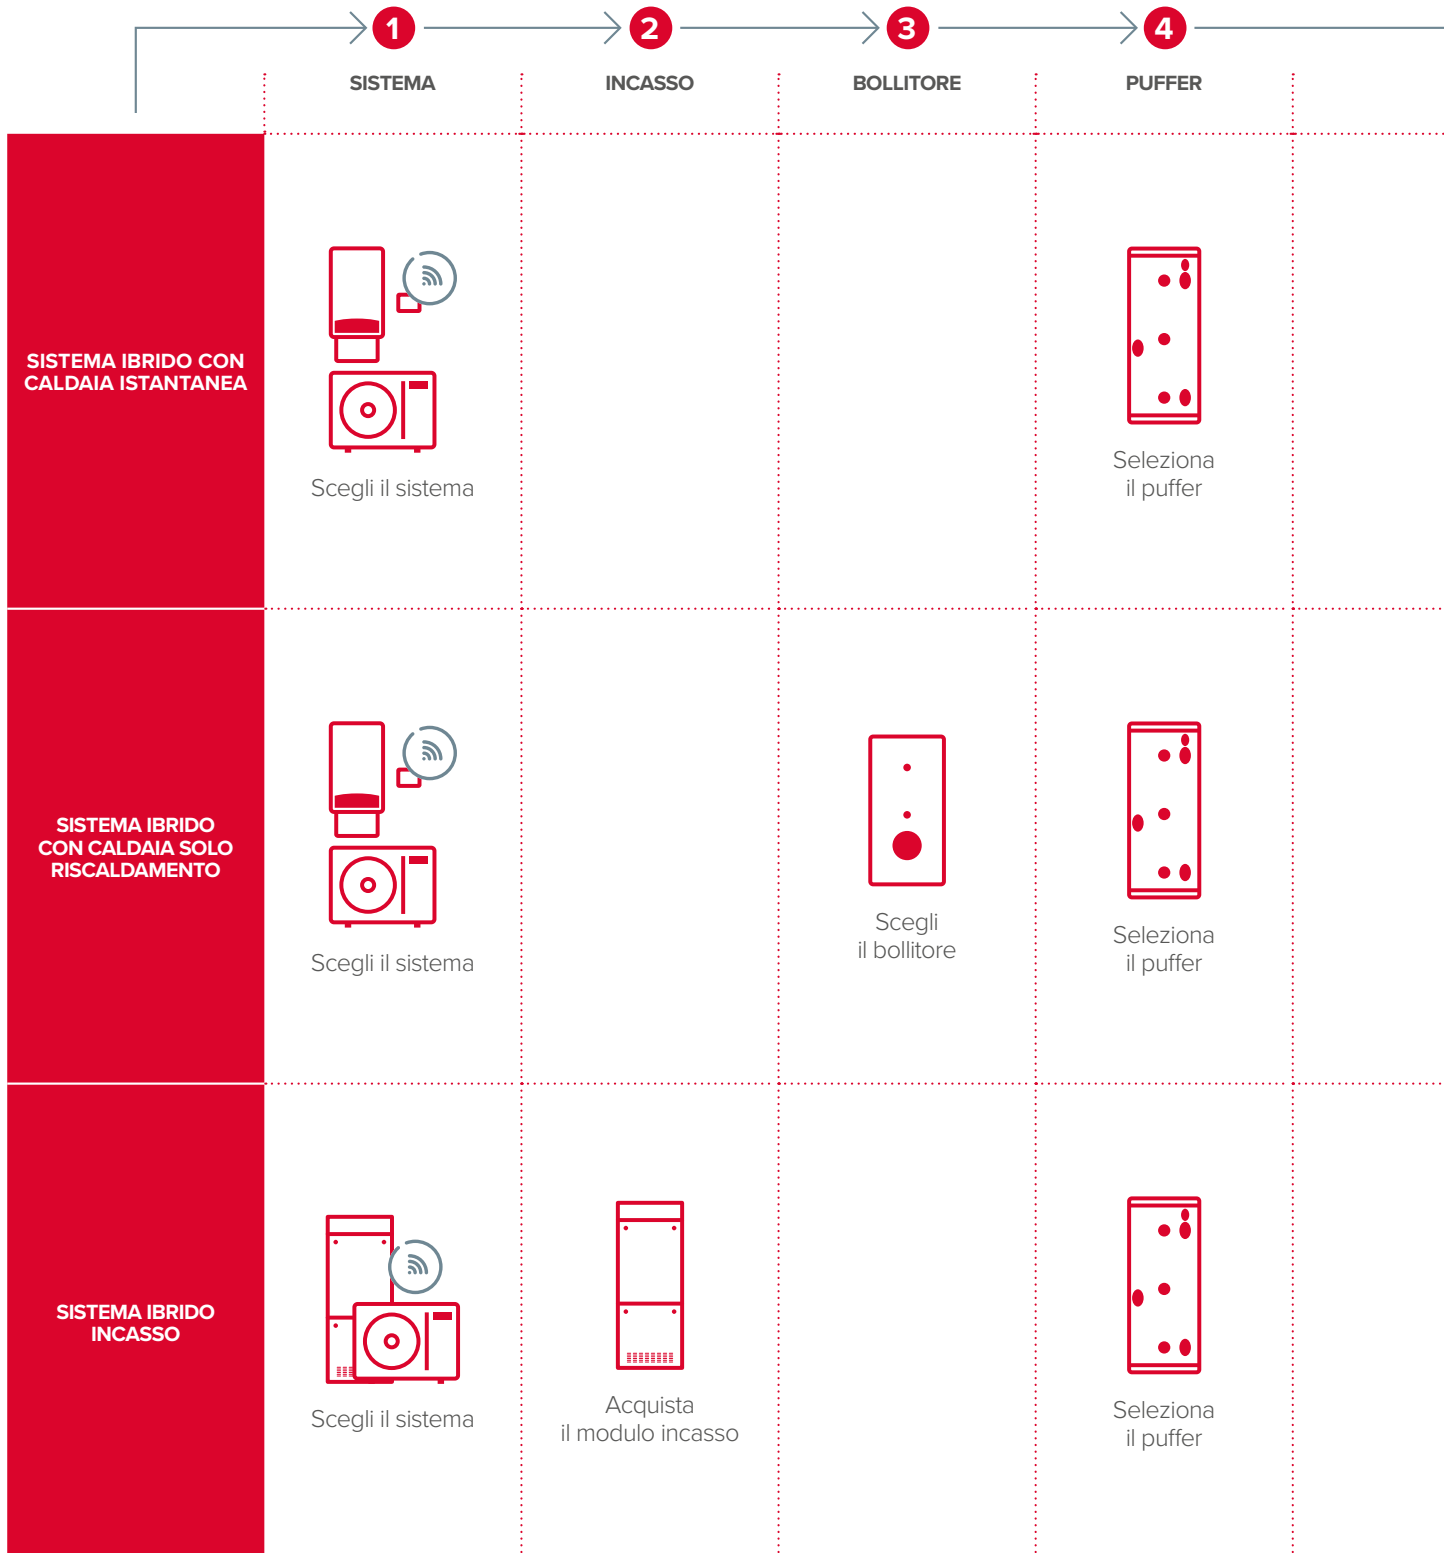 1
2
3
4
SISTEMA
INCASSO
BOLLITORE
PUFFER
SISTEMA IBRIDO CON
CALDAIA ISTANTANEA
Scegli il sistema
Seleziona
il puffer
SISTEMA IBRIDO
CON CALDAIA SOLO
RISCALDAMENTO
Scegli il sistema
Scegli
il bollitore
Seleziona
il puffer
SISTEMA IBRIDO
INCASSO
Scegli il sistema
Acquista
il modulo incasso
Seleziona
il puffer